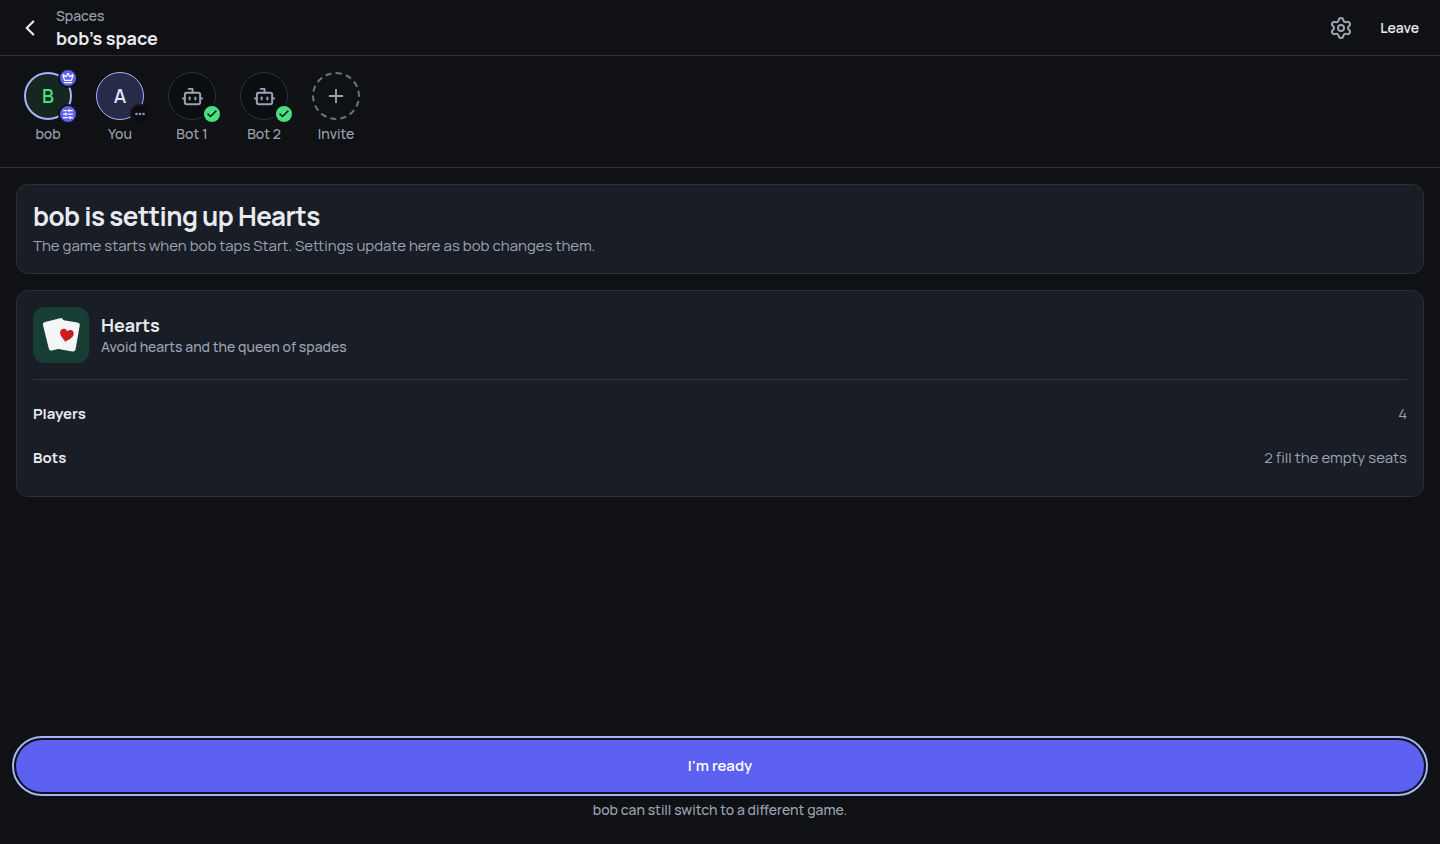 Spaces
bob's space
Leave
B
A
bob
You
Bot 1
Bot 2
Invite
bob is setting up Hearts
The game starts when bob taps Start. Settings update here as bob changes them.
Hearts
Avoid hearts and the queen of spades
Players
4
Bots
2 fill the empty seats
I'm ready
bob can still switch to a different game.